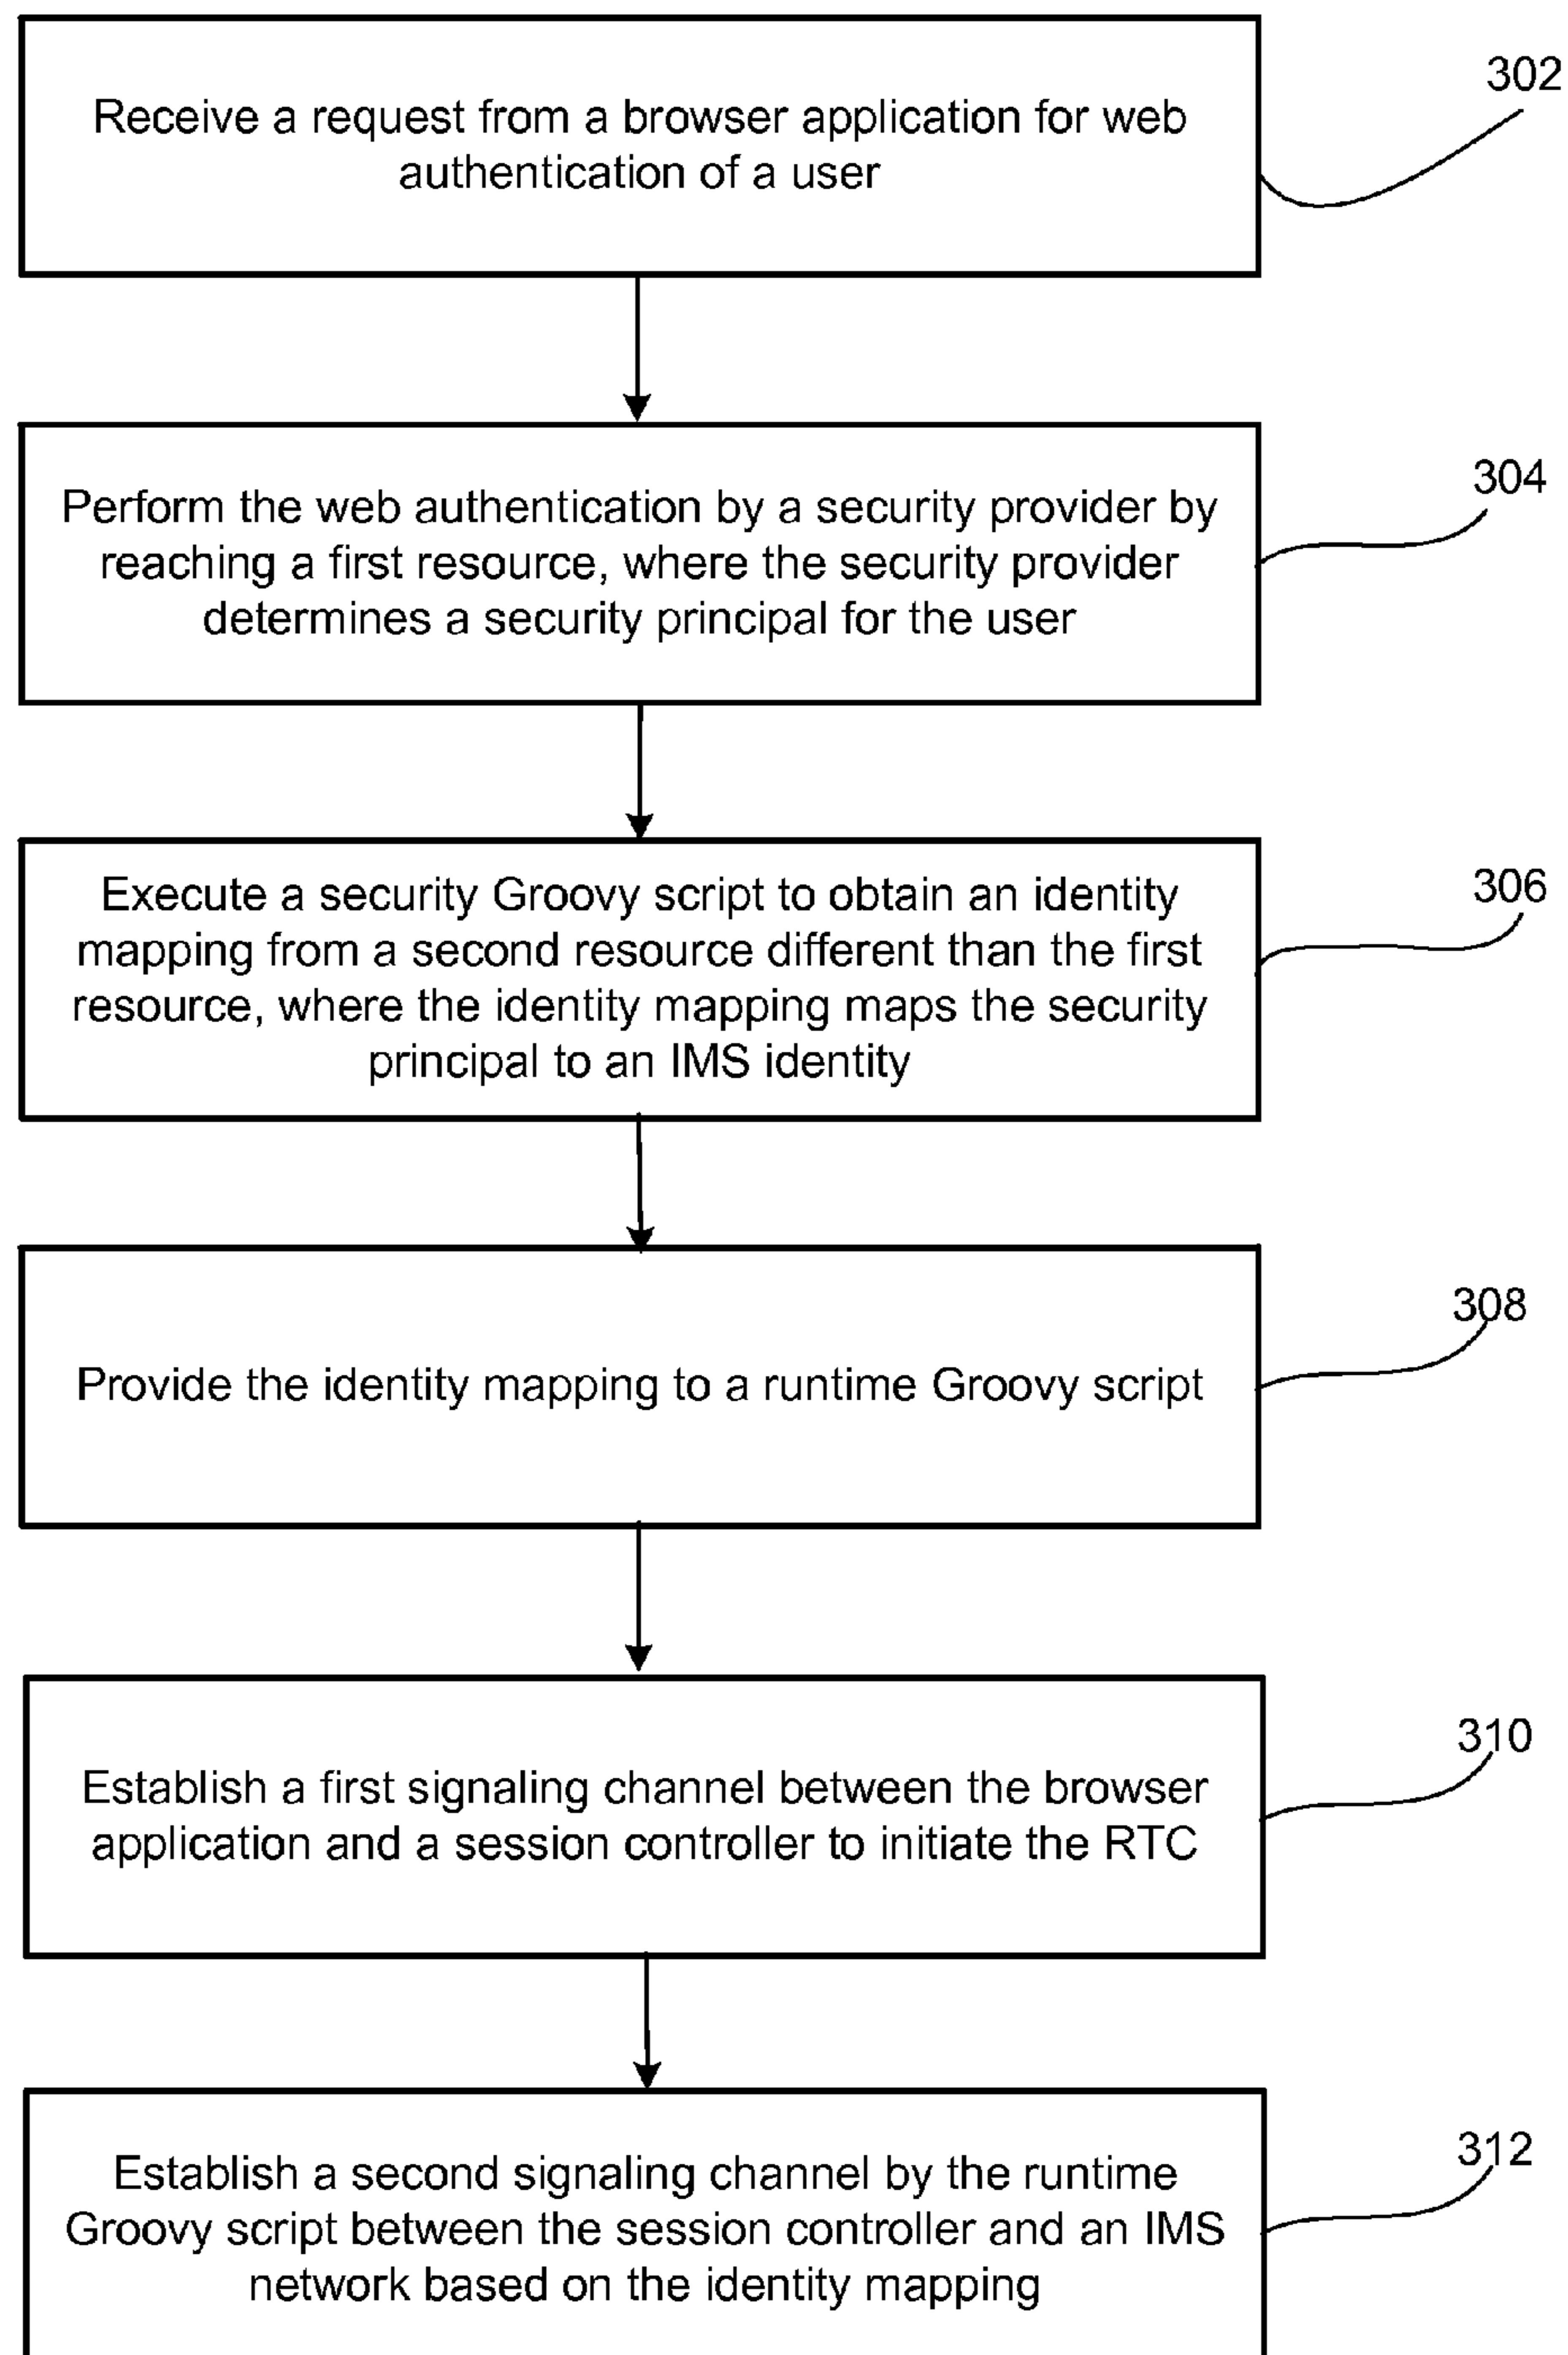 Receive a request from a browser application for web
authentication of a user
302
Perform the web authentication by a security provider by
reaching a first resource, where the security provider
determines a security principal for the user
304
Execute a security Groovy script to obtain an identity
mapping from a second resource different than the first
resource, where the identity mapping maps the security
principal to an IMS identity
306
Provide the identity mapping to a runtime Groovy script
308
Establish a first signaling channel between the browser
application and a session controller to initiate the RTC
310
Establish a second signaling channel by the runtime
Groovy script between the session controller and an IMS
network based on the identity mapping
312